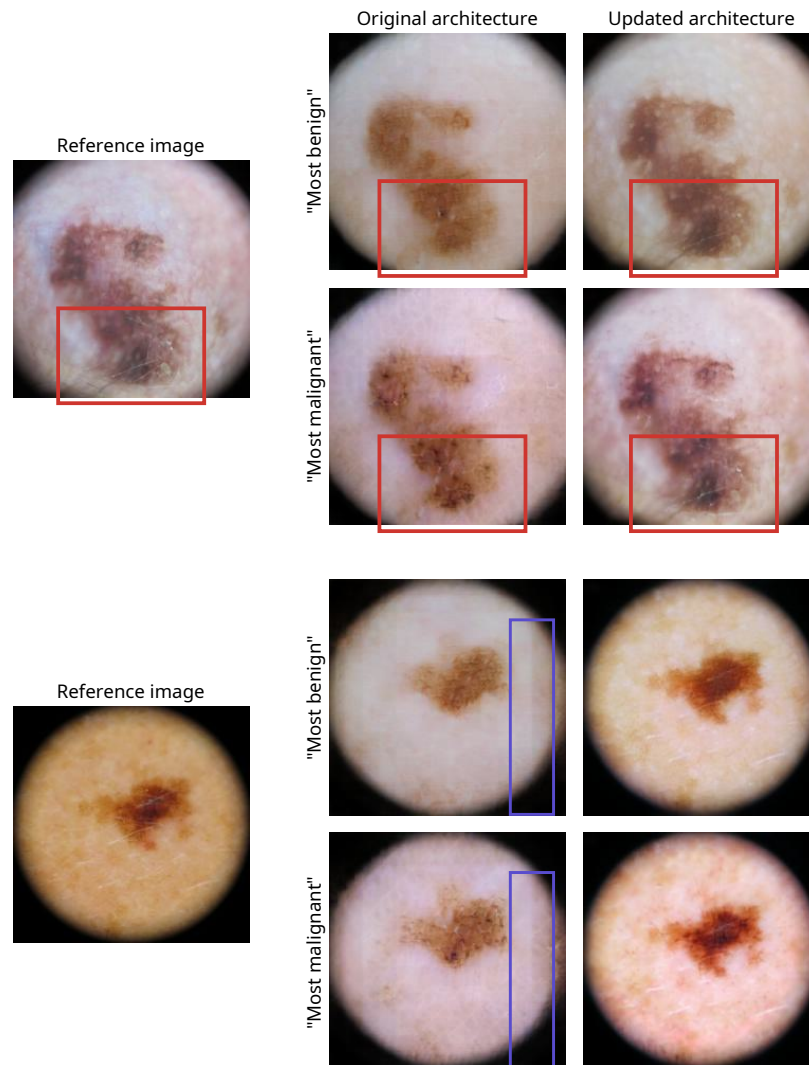 Original architecture
Updated architecture
"Most benign"
Reference image
"Most malignant"
"Most benign"
Reference image
"Most malignant"